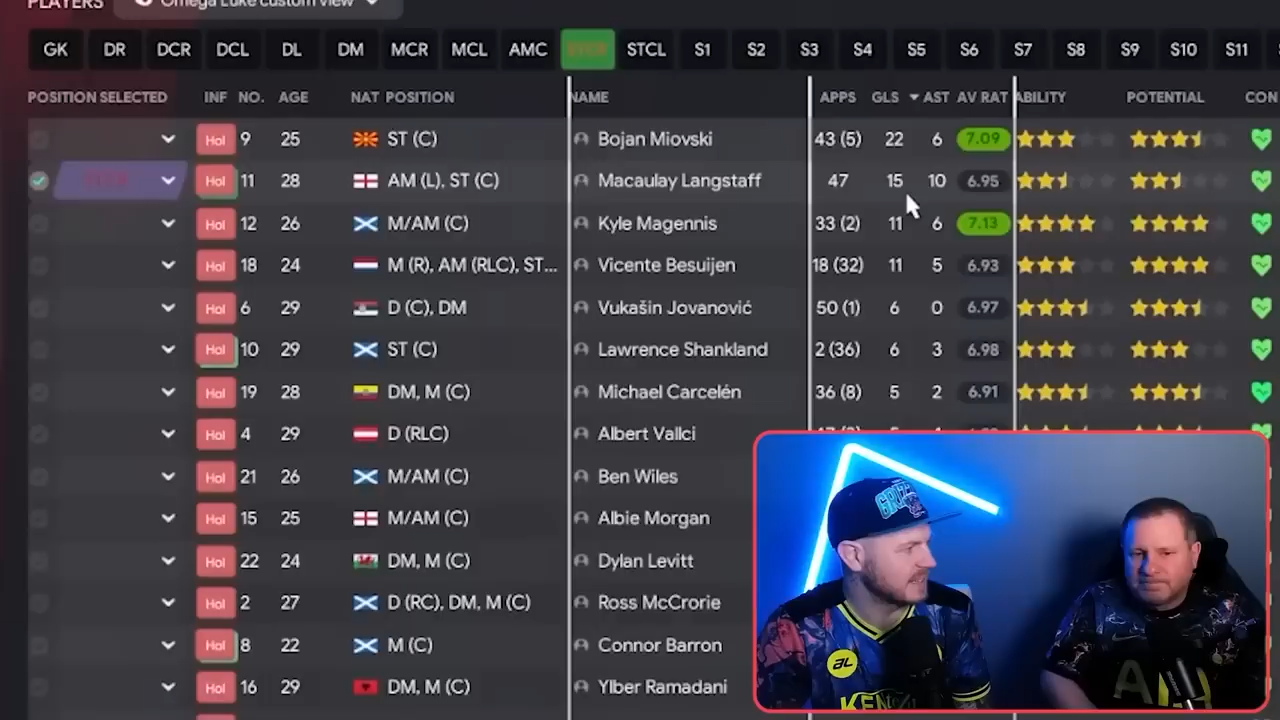 PLAYERS Omega Luke custom view
GK DR DCR DCL DL DM MCR MCL AMC STCR STCL S1 S2 S3 S4 S5 S6 S7 S8 S9 S10 S11
POSITION SELECTED INF NO. AGE NAT POSITION NAME APPS GLS AST AV RAT ABILITY POTENTIAL CON
Hol 9 25 ST (C) Bojan Miovski 43 (5) 22 6 7.09
STCR Hol 11 28 AM (L), ST (C) Macaulay Langstaff 47 15 10 6.95
Hol 12 26 M/AM (C) Kyle Magennis 33 (2) 11 6 7.13
Hol 18 24 M (R), AM (RLC), ST... Vicente Besuijen 18 (32) 11 5 6.93
Hol 6 29 D (C), DM Vukašin Jovanović 50 (1) 6 0 6.97
Hol 10 29 ST (C) Lawrence Shankland 2 (36) 6 3 6.98
Hol 19 28 DM, M (C) Michael Carcelén 36 (8) 5 2 6.91
Hol 4 29 D (RLC) Albert Vallci
Hol 21 26 M/AM (C) Ben Wiles
Hol 15 25 M/AM (C) Albie Morgan
Hol 22 24 DM, M (C) Dylan Levitt
Hol 2 27 D (RC), DM, M (C) Ross McCrorie
Hol 8 22 M (C) Connor Barron
Hol 16 29 DM, M (C) Ylber Ramadani